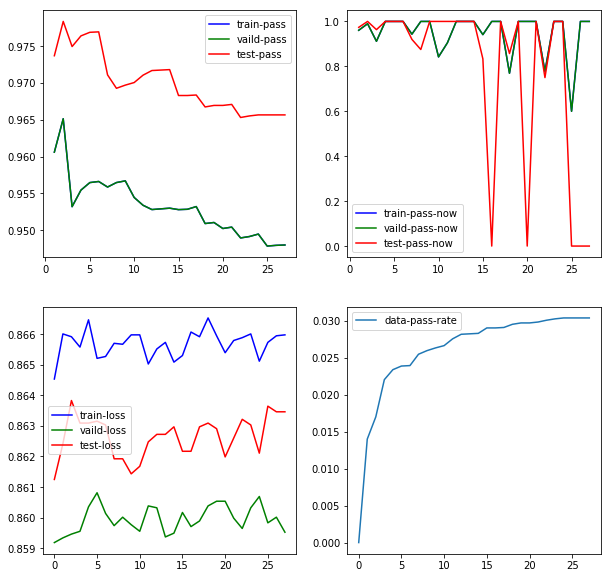 train-pass
vaild-pass
test-pass
0.975
0.970
0.965
0.960
0.955
0.950
0 5 10 15 20 25
1.0
0.8
0.6
0.4
0.2
0.0
train-pass-now
vaild-pass-now
test-pass-now
0 5 10 15 20 25
0.866
0.865
0.864
0.863
0.862
0.861
0.860
0.859
train-loss
vaild-loss
test-loss
0 5 10 15 20 25
data-pass-rate
0.030
0.025
0.020
0.015
0.010
0.005
0.000
0 5 10 15 20 25